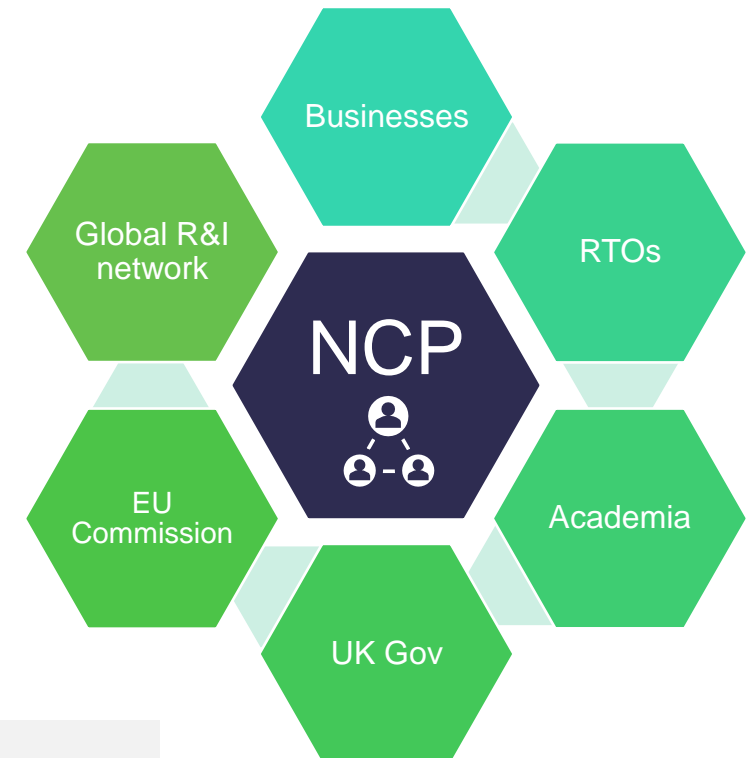 Businesses
RTOs
Academia
UK Gov
EU
Commission
Global R&I
network
NCP